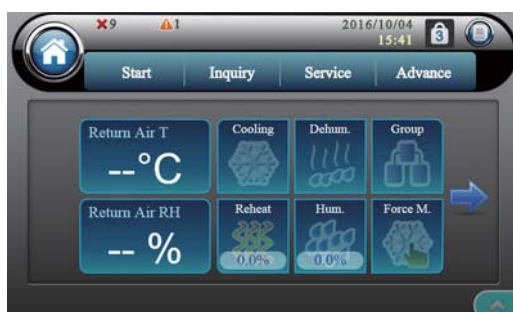 9 1 2016/10/04
15:41 3
Start Inquiry Service Advance
Return Air T Cooling Dehum. Group
--°C
Return Air RH Reheat Hum. Force M.
-- % 0.0% 0.0%